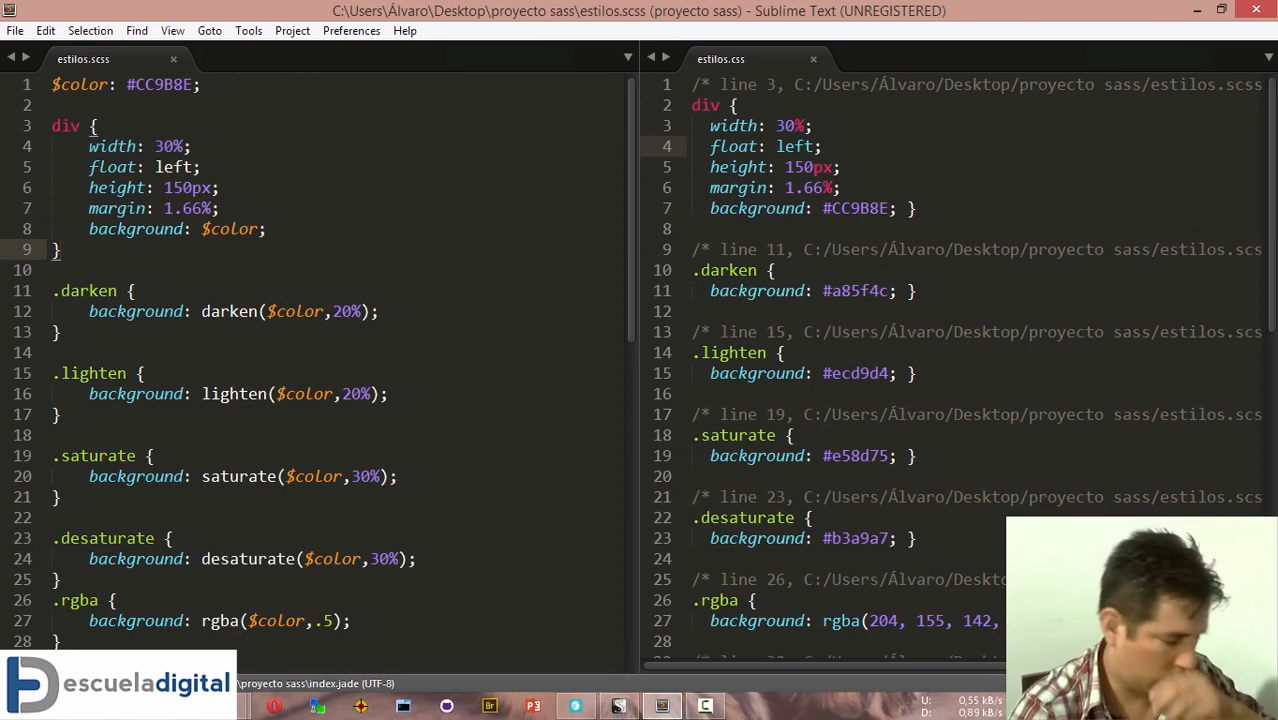 C:\Users\Álvaro\Desktop\proyecto sass\estilos.scss (proyecto sass) - Sublime Text (UNREGISTERED)
File Edit Selection Find View Goto Tools Project Preferences Help
estilos.scss
1 $color: #CC9B8E;
2
3 div {
4 width: 30%;
5 float: left;
6 height: 150px;
7 margin: 1.66%;
8 background: $color;
9 }
10
11 .darken {
12 background: darken($color,20%);
13 }
14
15 .lighten {
16 background: lighten($color,20%);
17 }
18
19 .saturate {
20 background: saturate($color,30%);
21 }
22
23 .desaturate {
24 background: desaturate($color,30%);
25 }
26 .rgba {
27 background: rgba($color,.5);
28 }
estilos.css
1 /* line 3, C:/Users/Álvaro/Desktop/proyecto sass/estilos.scss
2 div {
3 width: 30%;
4 float: left;
5 height: 150px;
6 margin: 1.66%;
7 background: #CC9B8E; }
8
9 /* line 11, C:/Users/Álvaro/Desktop/proyecto sass/estilos.scs
10 .darken {
11 background: #a85f4c; }
12
13 /* line 15, C:/Users/Álvaro/Desktop/proyecto sass/estilos.scs
14 .lighten {
15 background: #ecd9d4; }
16
17 /* line 19, C:/Users/Álvaro/Desktop/proyecto sass/estilos.scs
18 .saturate {
19 background: #e58d75; }
20
21 /* line 23, C:/Users/Álvaro/Desktop/proyecto sass/estilos.scs
22 .desaturate {
23 background: #b3a9a7; }
24
25 /* line 26, C:/Users/Álvaro/Deskto
26 .rgba {
27 background: rgba(204, 155, 142,
28
escueladigital
proyecto sass\index.jade (UTF-8)
Br
U: 0,55 kB/s
D: 0,89 kB/s